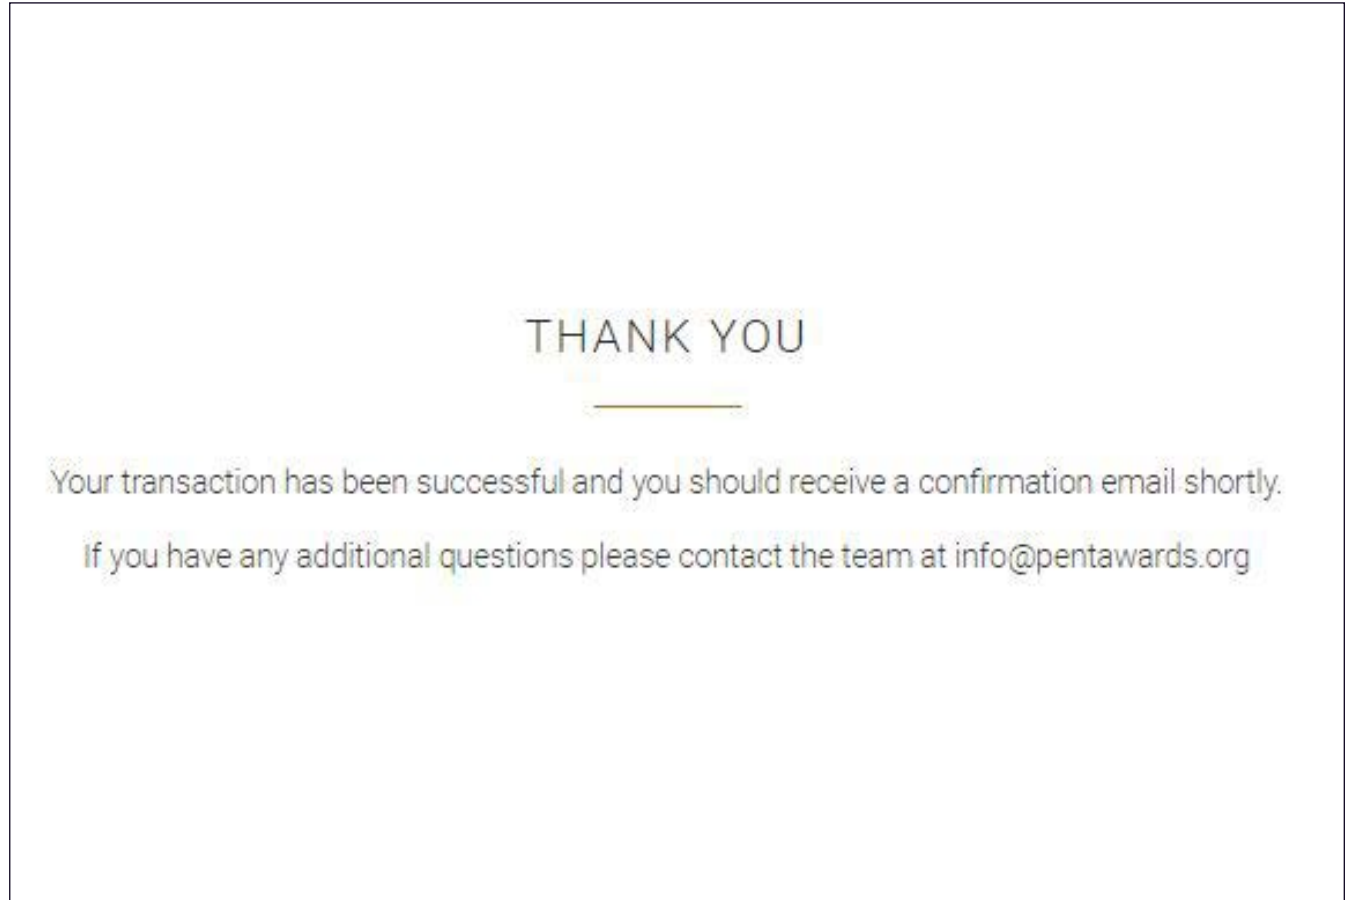 THANK YOU
Your transaction has been successful and you should receive a confirmation email shortly.
If you have any additional questions please contact the team at info@pentawards.org